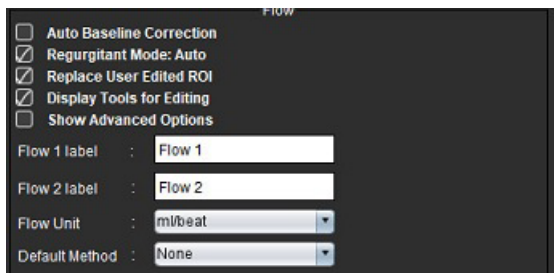 Flow
Auto Baseline Correction
Regurgitant Mode: Auto
Replace User Edited ROI
Display Tools for Editing
Show Advanced Options
Flow 1 label : Flow 1
Flow 2 label : Flow 2
Flow Unit : ml/beat
Default Method : None